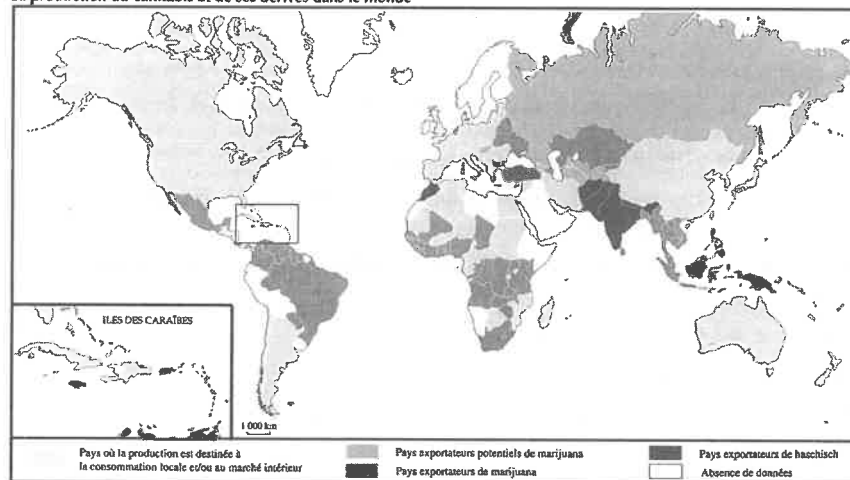 production du cannabis et de ses dérivés dans le monde
ILES DES CARAÏBES
1 000 km
Pays où la production est destinée à
la consommation locale et/ou au marché intérieur
Pays exportateurs potentiels de marijuana
Pays exportateurs de marijuana
Pays exportateurs de haschisch
Absence de données